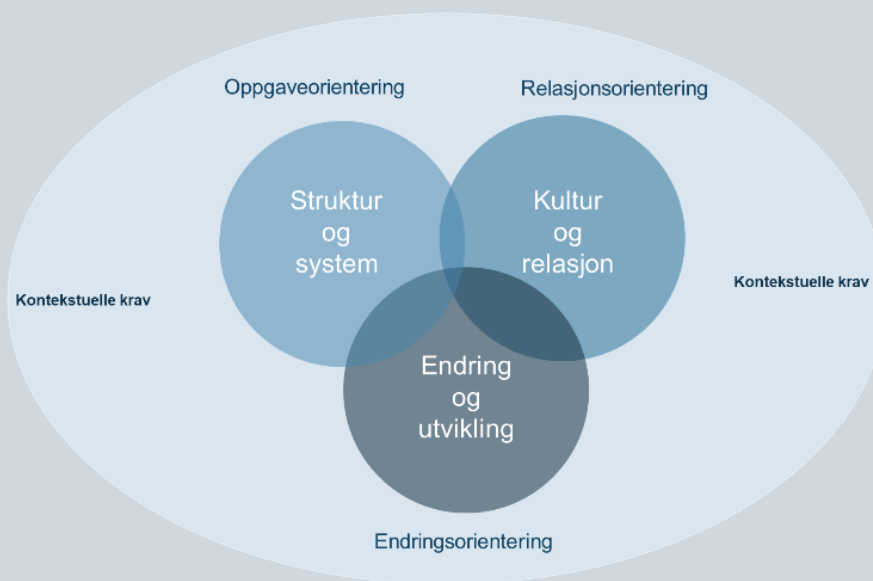 Oppgaveorientering
Relasjonsorientering
Struktur
og
system
Kultur
og
relasjon
Kontekstuelle krav
Kontekstuelle krav
Endring
og
utvikling
Endringsorientering